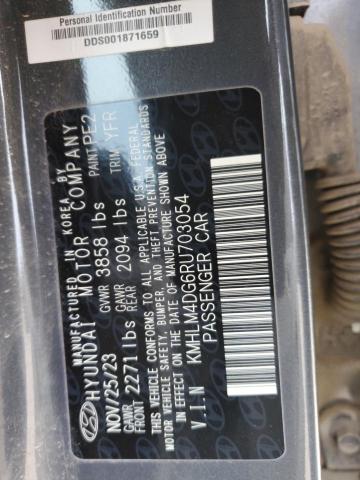 Personal Identification Number
DDS001871659
MANUFACTURED IN KOREA BY
HYUNDAI MOTOR COMPANY
NOV/25/23 GVWR 3858 lbs PAINT PE2
GAWR FRONT 2271 lbs GAWR REAR 2094 lbs TRIM YFR
THIS VEHICLE CONFORMS TO ALL APPLICABLE U.S.A FEDERAL
MOTOR VEHICLE SAFETY, BUMPER, AND THEFT PREVENTION STANDARDS
IN EFFECT ON THE DATE OF MANUFACTURE SHOWN ABOVE
V.I.N KMHLM4DG6RU703054
PASSENGER CAR